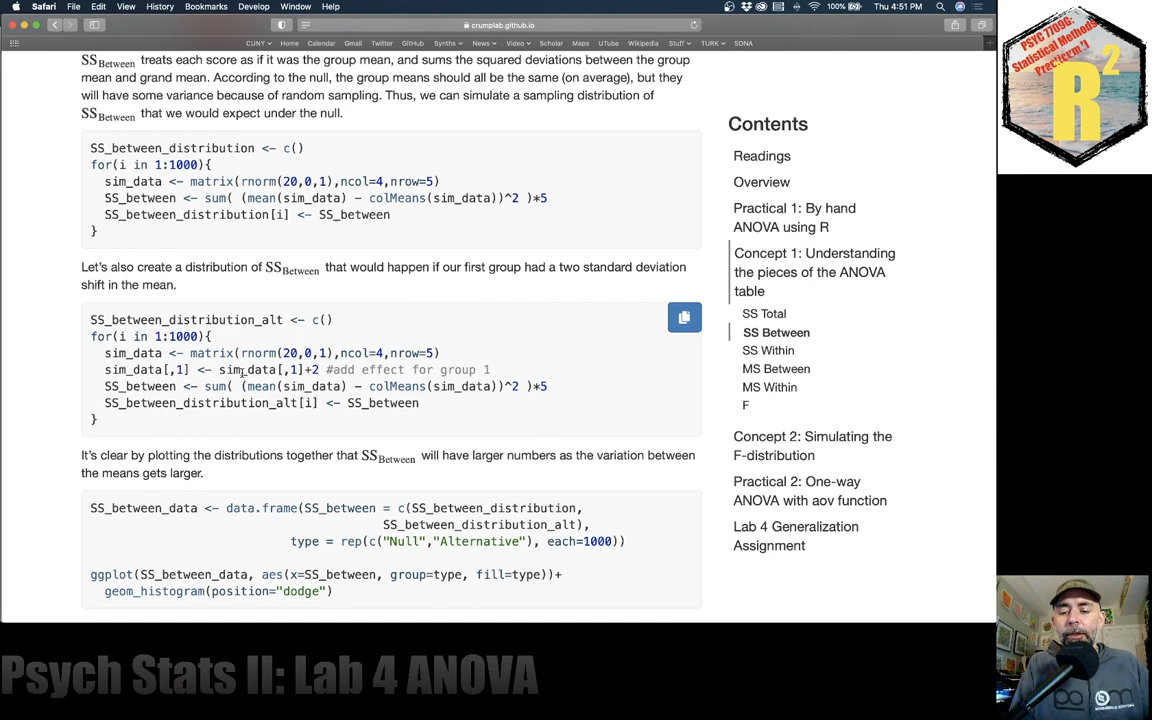 Safari File Edit View History Bookmarks Develop Window Help
100% Thu 4:51 PM
crumplab.github.io
CUNY Home Calendar Gmail Twitter GitHub Synths News Video Scholar Maps UTube Wikipedia Stuff TURK SONA
SSBetween treats each score as if it was the group mean, and sums the squared deviations between the group
mean and grand mean. According to the null, the group means should all be the same (on average), but they
will have some variance because of random sampling. Thus, we can simulate a sampling distribution of
SSBetween that we would expect under the null.
SS_between_distribution <- c()
for(i in 1:1000){
sim_data <- matrix(rnorm(20,0,1),ncol=4,nrow=5)
SS_between <- sum( (mean(sim_data) - colMeans(sim_data))^2 )*5
SS_between_distribution[i] <- SS_between
}
Let's also create a distribution of SSBetween that would happen if our first group had a two standard deviation
shift in the mean.
SS_between_distribution_alt <- c()
for(i in 1:1000){
sim_data <- matrix(rnorm(20,0,1),ncol=4,nrow=5)
sim_data[,1] <- sim_data[,1]+2 #add effect for group 1
SS_between <- sum( (mean(sim_data) - colMeans(sim_data))^2 )*5
SS_between_distribution_alt[i] <- SS_between
}
It's clear by plotting the distributions together that SSBetween will have larger numbers as the variation between
the means gets larger.
SS_between_data <- data.frame(SS_between = c(SS_between_distribution,
SS_between_distribution_alt),
type = rep(c("Null","Alternative"), each=1000))
ggplot(SS_between_data, aes(x=SS_between, group=type, fill=type))+
geom_histogram(position="dodge")
Contents
Readings
Overview
Practical 1: By hand
ANOVA using R
Concept 1: Understanding
the pieces of the ANOVA
table
SS Total
SS Between
SS Within
MS Between
MS Within
F
Concept 2: Simulating the
F-distribution
Practical 2: One-way
ANOVA with aov function
Lab 4 Generalization
Assignment
PSYC 7709G:
Statistical Methods
Practicum 1
R2
Psych Stats II: Lab 4 ANOVA